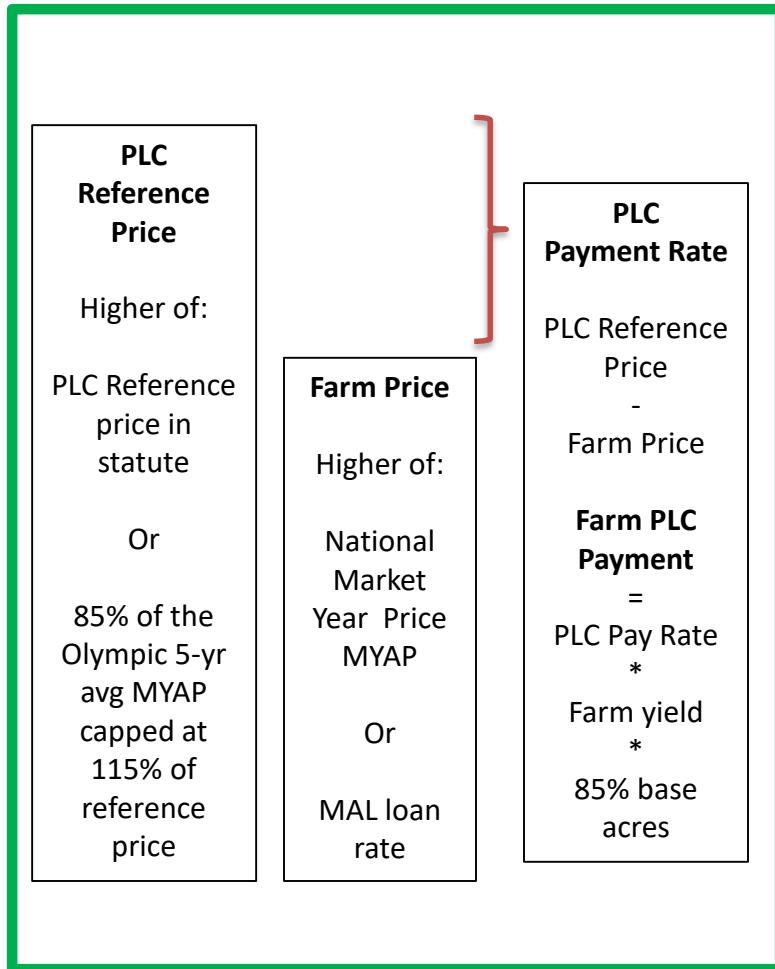 PLC
Reference
Price
Higher of:
PLC Reference
price in
statute
Or
85% of the
Olympic 5-yr
avg MYAP
capped at
115% of
reference
price
Farm Price
Higher of:
National
Market
Year  Price
MYAP
Or
MAL loan
rate
PLC
Payment Rate
PLC Reference
Price
-
Farm Price
Farm PLC
Payment
=
PLC Pay Rate
*
Farm yield
*
85% base
acres